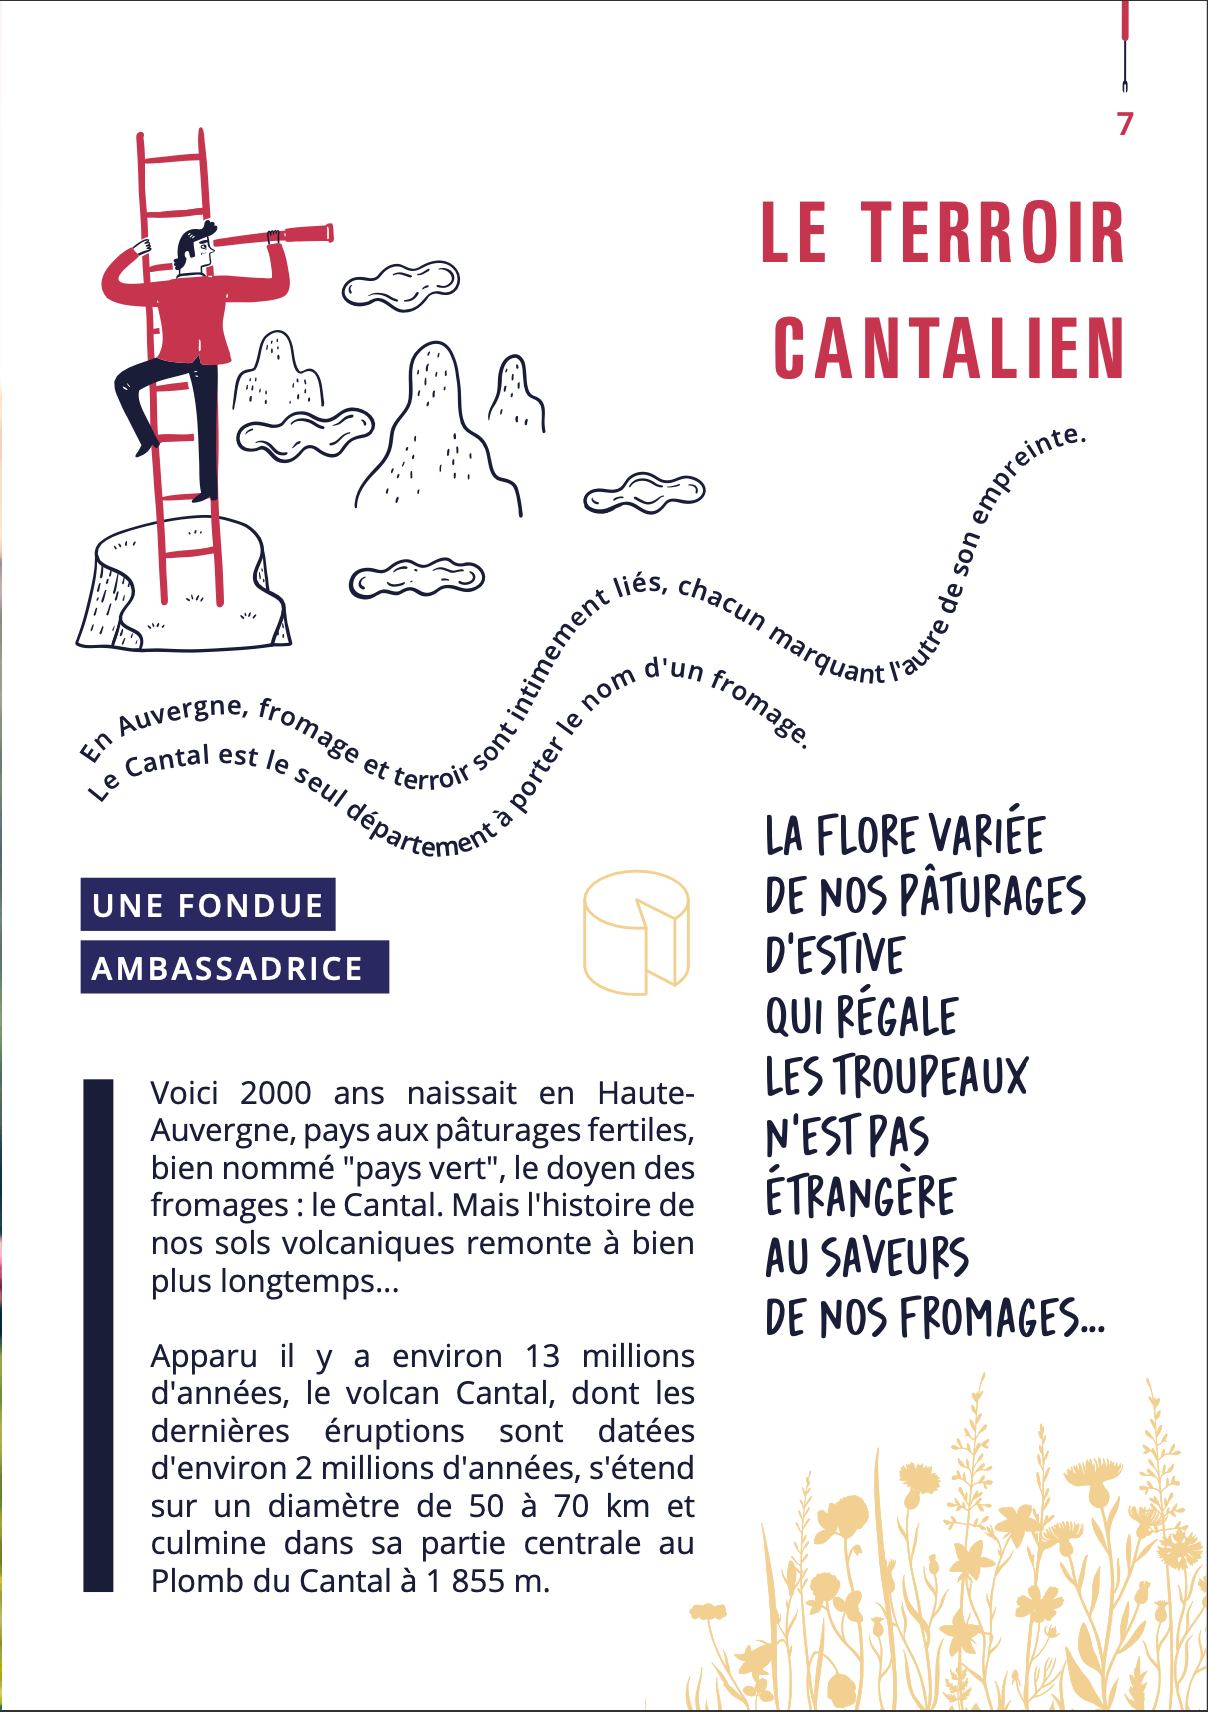 7
LE TERROIR
CANTALIEN
En Auvergne, fromage et terroir sont intimement liés, chacun marquant l'autre de son empreinte.
Le Cantal est le seul département à porter le nom d'un fromage.
UNE FONDUE
AMBASSADRICE
Voici 2000 ans naissait en Haute-
Auvergne, pays aux pâturages fertiles,
bien nommé "pays vert", le doyen des
fromages : le Cantal. Mais l'histoire de
nos sols volcaniques remonte à bien
plus longtemps...
Apparu il y a environ 13 millions
d'années, le volcan Cantal, dont les
dernières éruptions sont datées
d'environ 2 millions d'années, s'étend
sur un diamètre de 50 à 70 km et
culmine dans sa partie centrale au
Plomb du Cantal à 1 855 m.
LA FLORE VARIÉE
DE NOS PÂTURAGES
D'ESTIVE
QUI RÉGALE
LES TROUPEAUX
N'EST PAS
ÉTRANGÈRE
AU SAVEURS
DE NOS FROMAGES...